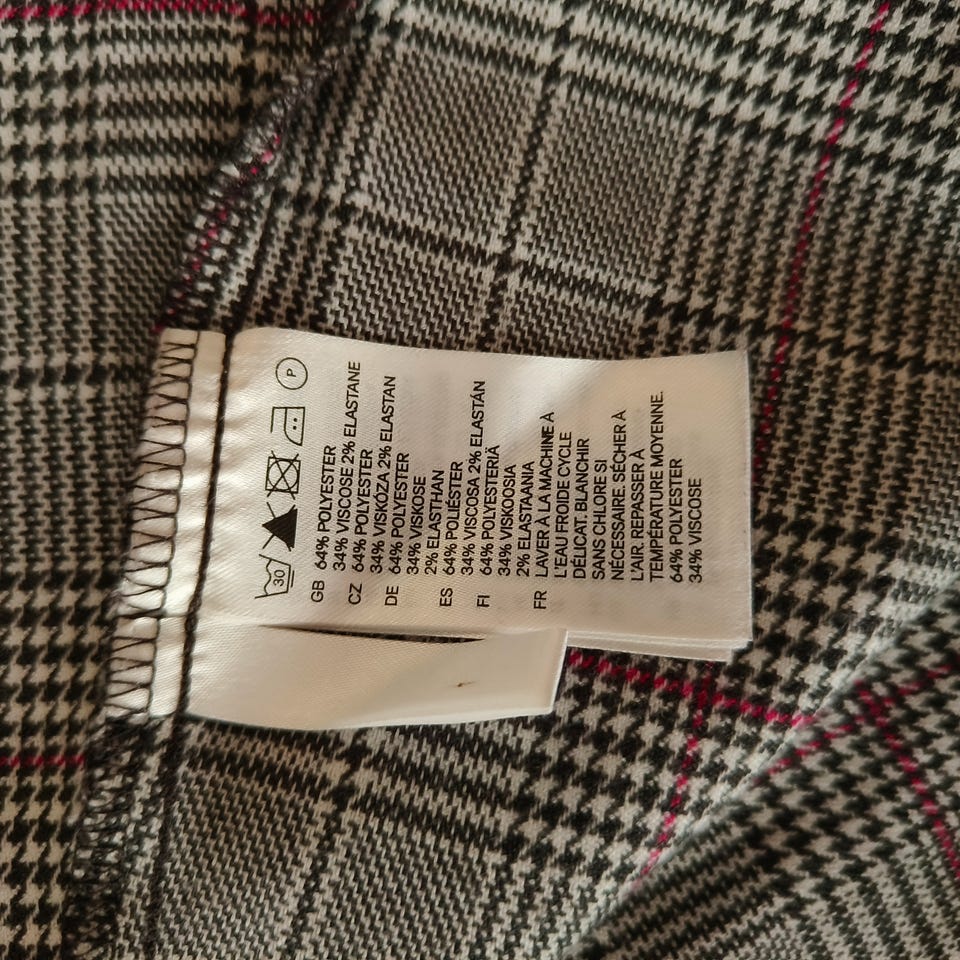 30
P
GB 64% POLYESTER
34% VISCOSE 2% ELASTANE
CZ 64% POLYESTER
34% VISKÓZA 2% ELASTAN
DE 64% POLYESTER
34% VISKOSE
2% ELASTHAN
ES 64% POLIÉSTER
34% VISCOSA 2% ELASTÁN
FI 64% POLYESTERIÄ
34% VISKOOSIA
2% ELASTAANIA
FR LAVER À LA MACHINE À
L'EAU FROIDE CYCLE
DÉLICAT. BLANCHIR
SANS CHLORE SI
NÉCESSAIRE. SÉCHER À
L'AIR. REPASSER À
TEMPÉRATURE MOYENNE.
64% POLYESTER
34% VISCOSE